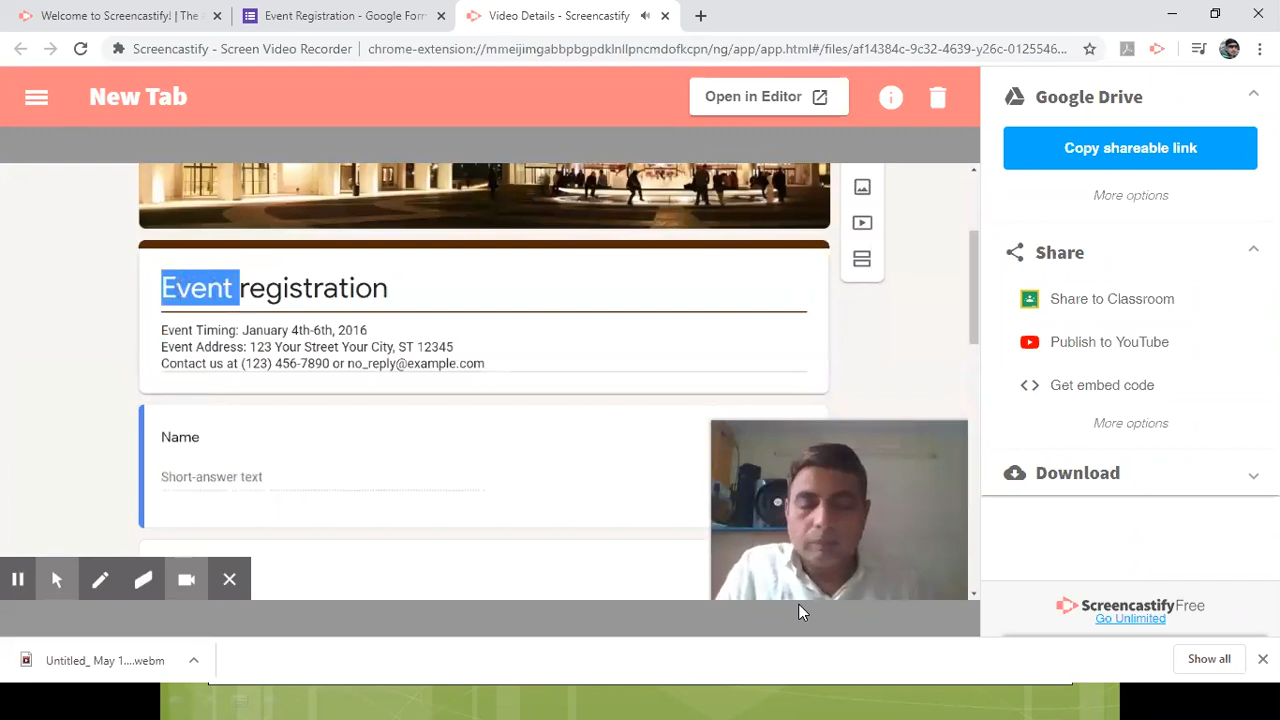 Welcome to Screencastify! | The
Event Registration - Google Form
Video Details - Screencastify
Screencastify - Screen Video Recorder
chrome-extension://mmeijimgabbpbgpdklnllpncmdofkcpn/ng/app/app.html#/files/af14384c-9c32-4639-y26c-0125546...
New Tab
Open in Editor
Google Drive
Copy shareable link
More options
Share
Share to Classroom
Publish to YouTube
Get embed code
More options
Download
Event registration
Event Timing: January 4th-6th, 2016
Event Address: 123 Your Street Your City, ST 12345
Contact us at (123) 456-7890 or no_reply@example.com
Name
Short-answer text
Screencastify Free
Go Unlimited
Untitled_ May 1....webm
Show all